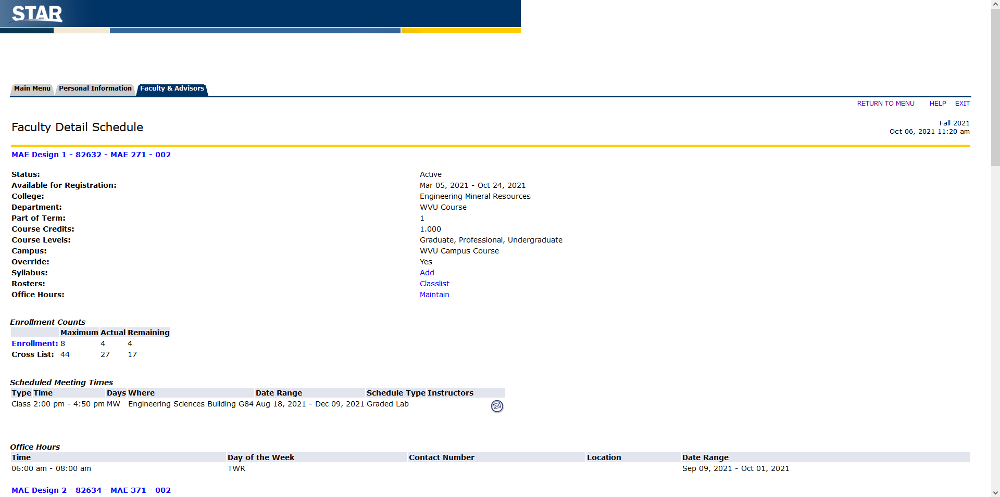 STAR
Main Menu Personal Information Faculty & Advisors
RETURN TO MENU HELP EXIT
Faculty Detail Schedule
Fall 2021
Oct 06, 2021 11:20 am
MAE Design 1 - 82632 - MAE 271 - 002
Status: Active
Available for Registration: Mar 05, 2021 - Oct 24, 2021
College: Engineering Mineral Resources
Department: WVU Course
Part of Term: 1
Course Credits: 1.000
Course Levels: Graduate, Professional, Undergraduate
Campus: WVU Campus Course
Override: Yes
Syllabus: Add
Rosters: Classlist
Office Hours: Maintain
Enrollment Counts
Maximum Actual Remaining
Enrollment: 8 4 4
Cross List: 44 27 17
Scheduled Meeting Times
Type Time Days Where Date Range Schedule Type Instructors
Class 2:00 pm - 4:50 pm MW Engineering Sciences Building G84 Aug 18, 2021 - Dec 09, 2021 Graded Lab
Office Hours
Time Day of the Week Contact Number Location Date Range
06:00 am - 08:00 am TWR Sep 09, 2021 - Oct 01, 2021
MAE Design 2 - 82634 - MAE 371 - 002